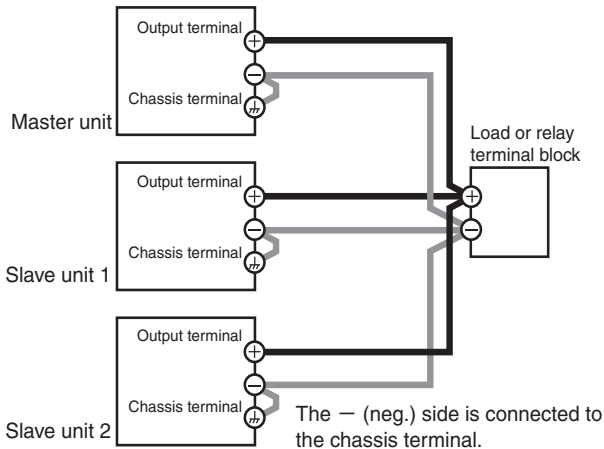 Output terminal
+
−
Chassis terminal
Master unit
Load or relay
terminal block
Output terminal
+
+
−
−
Chassis terminal
Slave unit 1
Output terminal
+
−
Chassis terminal
Slave unit 2
The − (neg.) side is connected to
the chassis terminal.